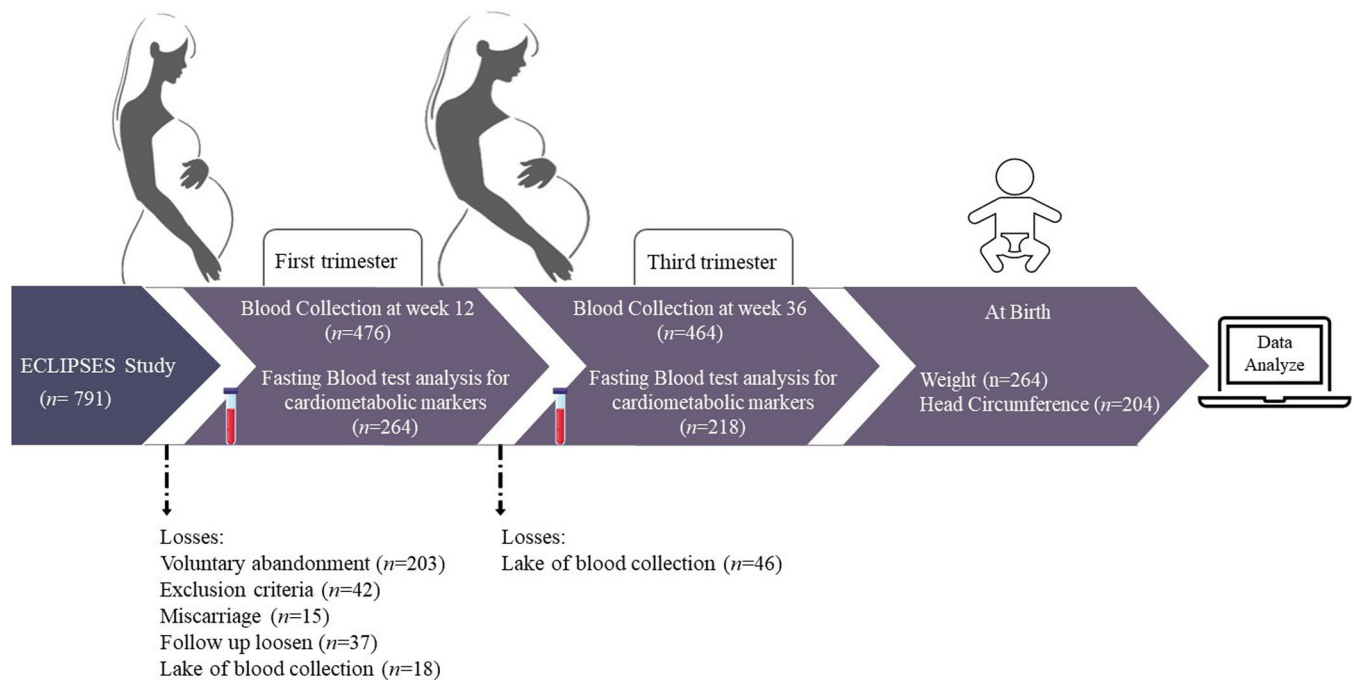 First trimester
Third trimester
ECLIPSES Study
(n= 791)
Blood Collection at week 12
(n=476)
Fasting Blood test analysis for
cardiometabolic markers
(n=264)
Blood Collection at week 36
(n=464)
Fasting Blood test analysis for
cardiometabolic markers
(n=218)
At Birth
Weight (n=264)
Head Circumference (n=204)
Data
Analyze
Losses:
Voluntary abandonment (n=203)
Exclusion criteria (n=42)
Miscarriage (n=15)
Follow up loosen (n=37)
Lake of blood collection (n=18)
Losses:
Lake of blood collection (n=46)